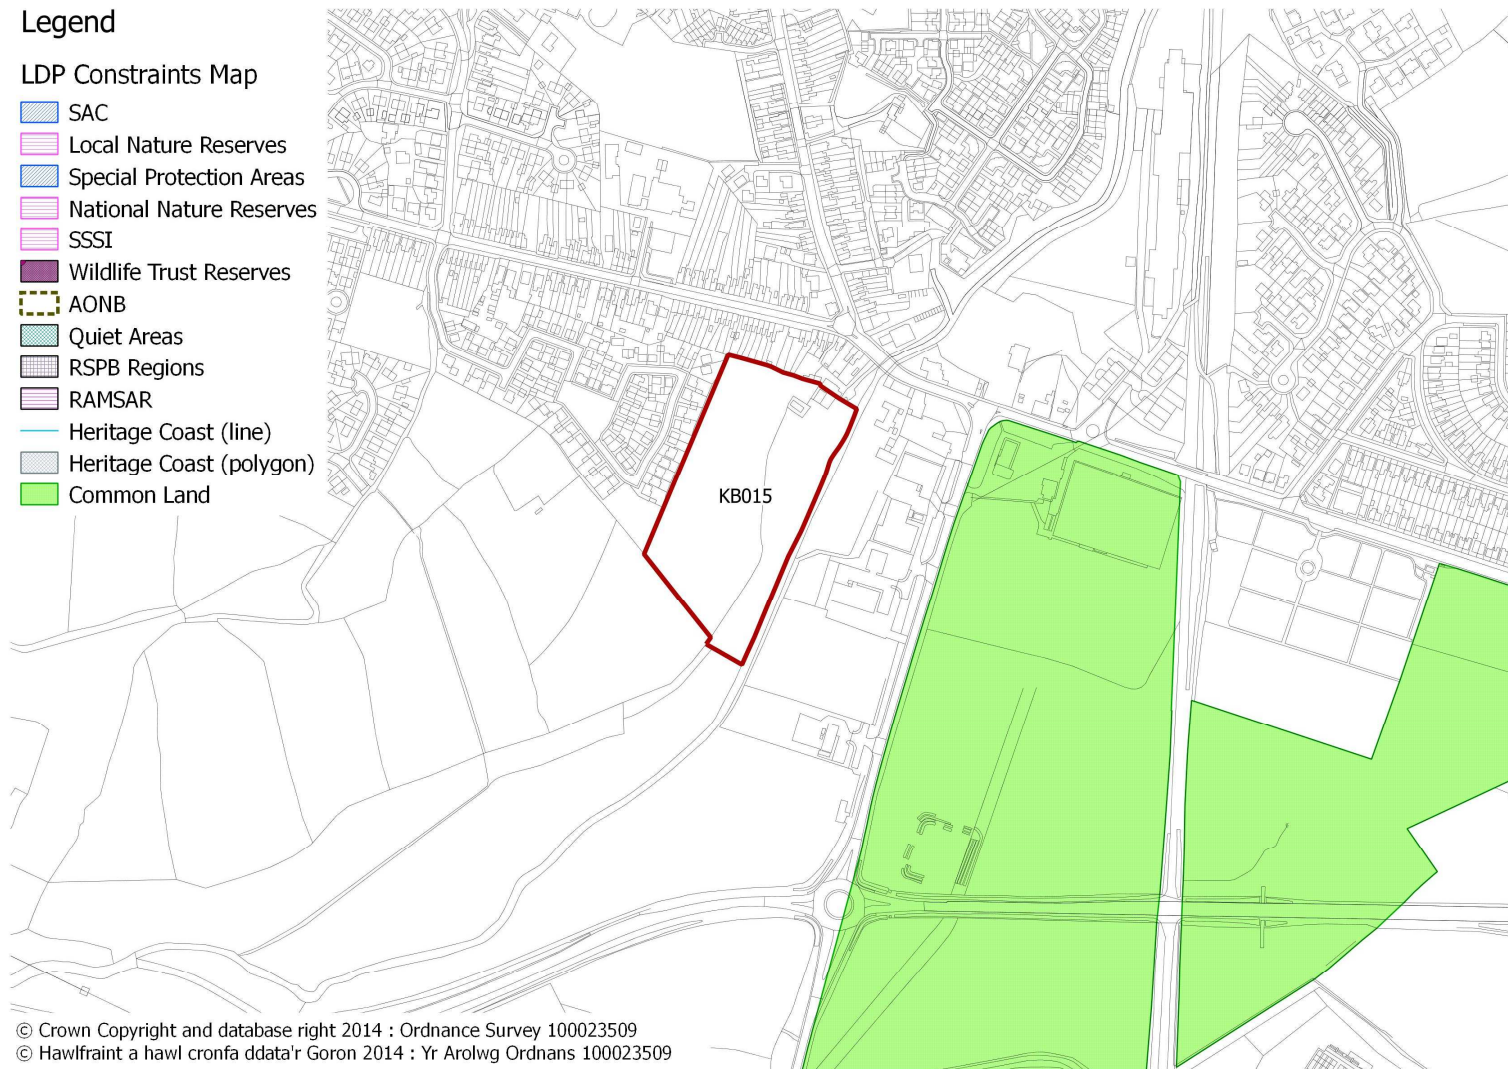 Legend
LDP Constraints Map
SAC
Local Nature Reserves
Special Protection Areas
National Nature Reserves
SSSI
Wildlife Trust Reserves
AONB
Quiet Areas
RSPB Regions
RAMSAR
Heritage Coast (line)
Heritage Coast (polygon)
Common Land
KB015
© Crown Copyright and database right 2014 : Ordnance Survey 100023509
© Hawlfraint a hawl cronfa ddata'r Goron 2014 : Yr Arolwg Ordnans 100023509